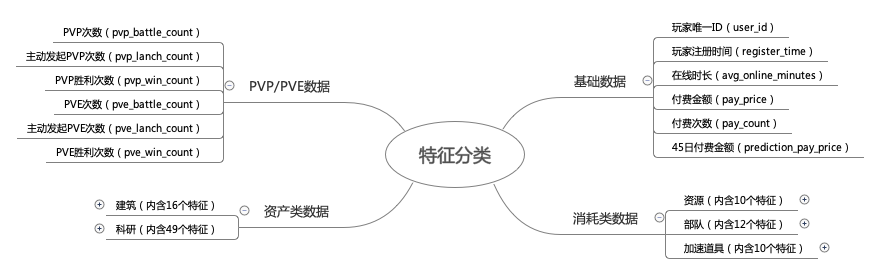 PVP次数（pvp_battle_count）
主动发起PVP次数（pvp_lanch_count）
PVP胜利次数（pvp_win_count）
PVE次数（pve_battle_count）
主动发起PVE次数（pve_lanch_count）
PVE胜利次数（pve_win_count）
PVP/PVE数据
建筑（内含16个特征）
科研（内含49个特征）
资产类数据
特征分类
基础数据
玩家唯一ID（user_id）
玩家注册时间（register_time）
在线时长（avg_online_minutes）
付费金额（pay_price）
付费次数（pay_count）
45日付费金额（prediction_pay_price）
消耗类数据
资源（内含10个特征）
部队（内含12个特征）
加速道具（内含10个特征）